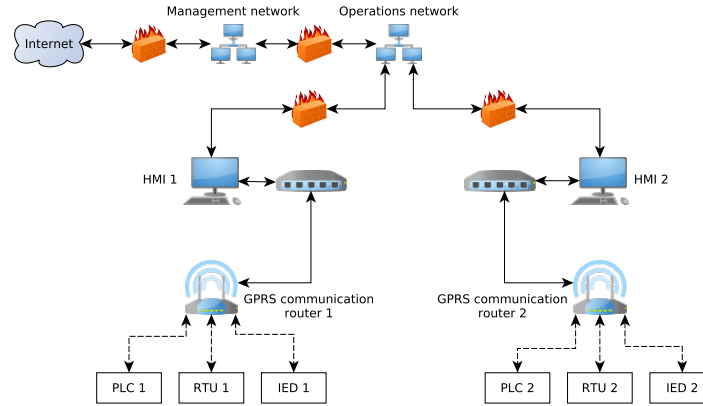 Management network
Operations network
Internet
HMI 1
HMI 2
GPRS communication
router 1
GPRS communication
router 2
PLC 1
RTU 1
IED 1
PLC 2
RTU 2
IED 2